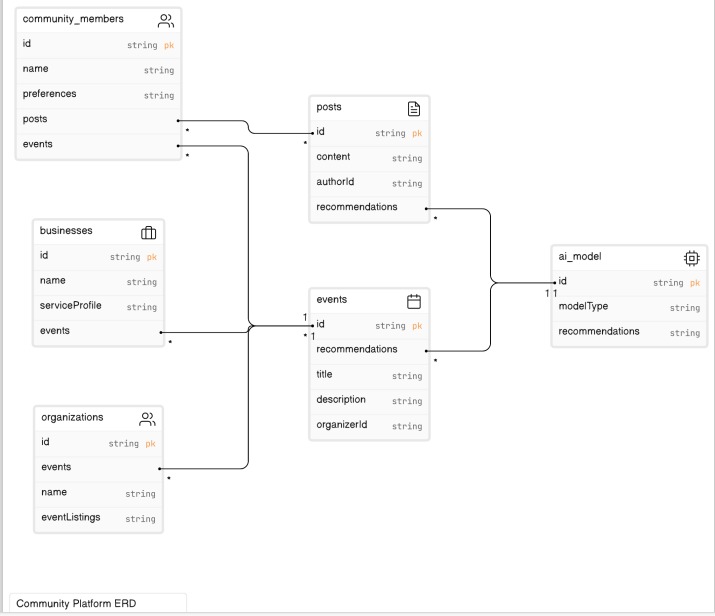 community_members
id string pk
name string
preferences string
posts
*
events
*
businesses
id string pk
name string
serviceProfile string
events
*
organizations
id string pk
events
*
name string
eventListings string
posts
id string pk
*
content string
authorId string
recommendations
*
events
1
id string pk
* 1
recommendations
*
title string
description string
organizerId string
ai_model
id string pk
1 1
modelType string
recommendations string
Community Platform ERD